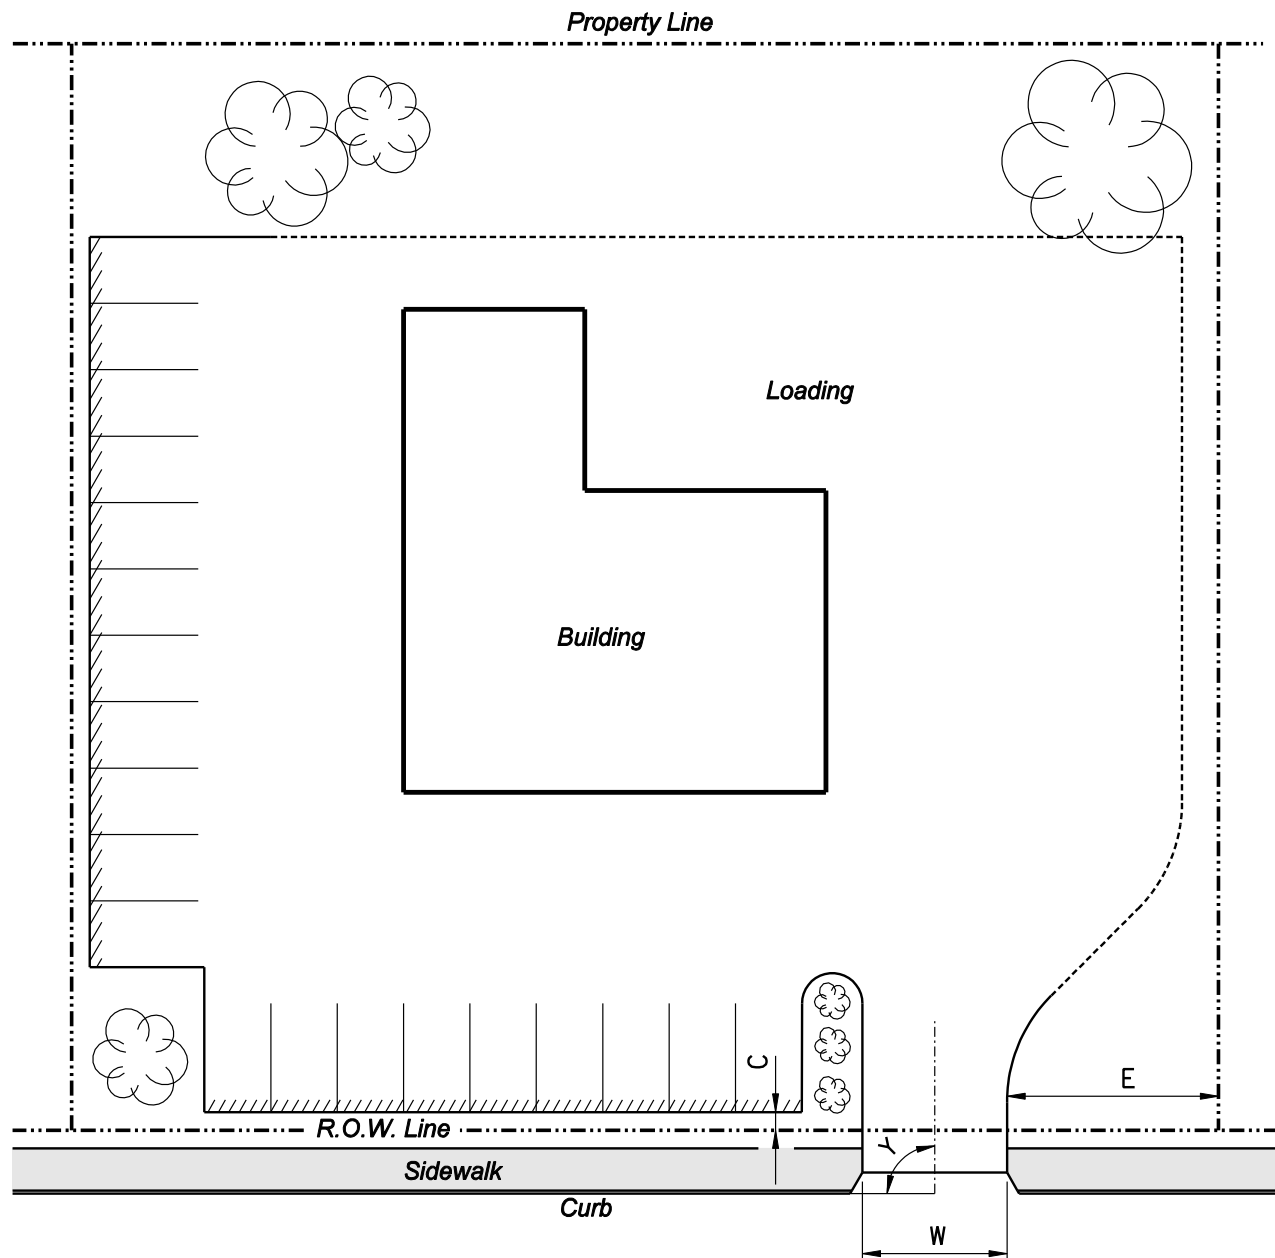 Property Line
Loading
Building
C
E
R.O.W. Line
Y
Sidewalk
Curb
W